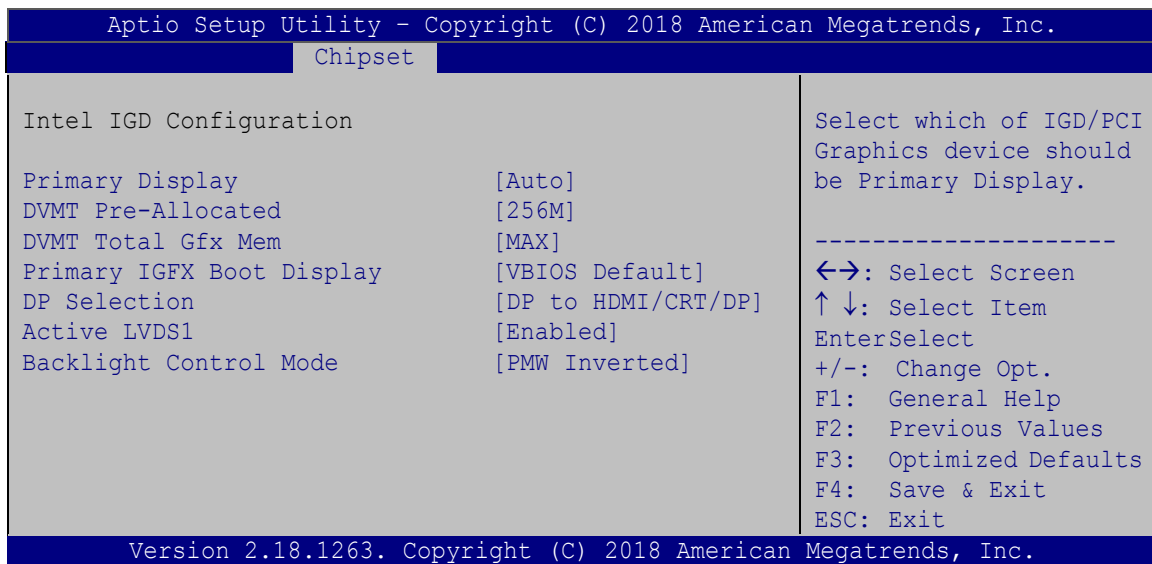 Aptio Setup Utility – Copyright (C) 2018 American Megatrends, Inc.
Chipset
Intel IGD Configuration
Primary Display [Auto]
DVMT Pre-Allocated [256M]
DVMT Total Gfx Mem [MAX]
Primary IGFX Boot Display [VBIOS Default]
DP Selection [DP to HDMI/CRT/DP]
Active LVDS1 [Enabled]
Backlight Control Mode [PMW Inverted]
Select which of IGD/PCI
Graphics device should
be Primary Display.
---------------------
←→: Select Screen
↑ ↓: Select Item
EnterSelect
+/-: Change Opt.
F1: General Help
F2: Previous Values
F3: Optimized Defaults
F4: Save & Exit
ESC: Exit
Version 2.18.1263. Copyright (C) 2018 American Megatrends, Inc.